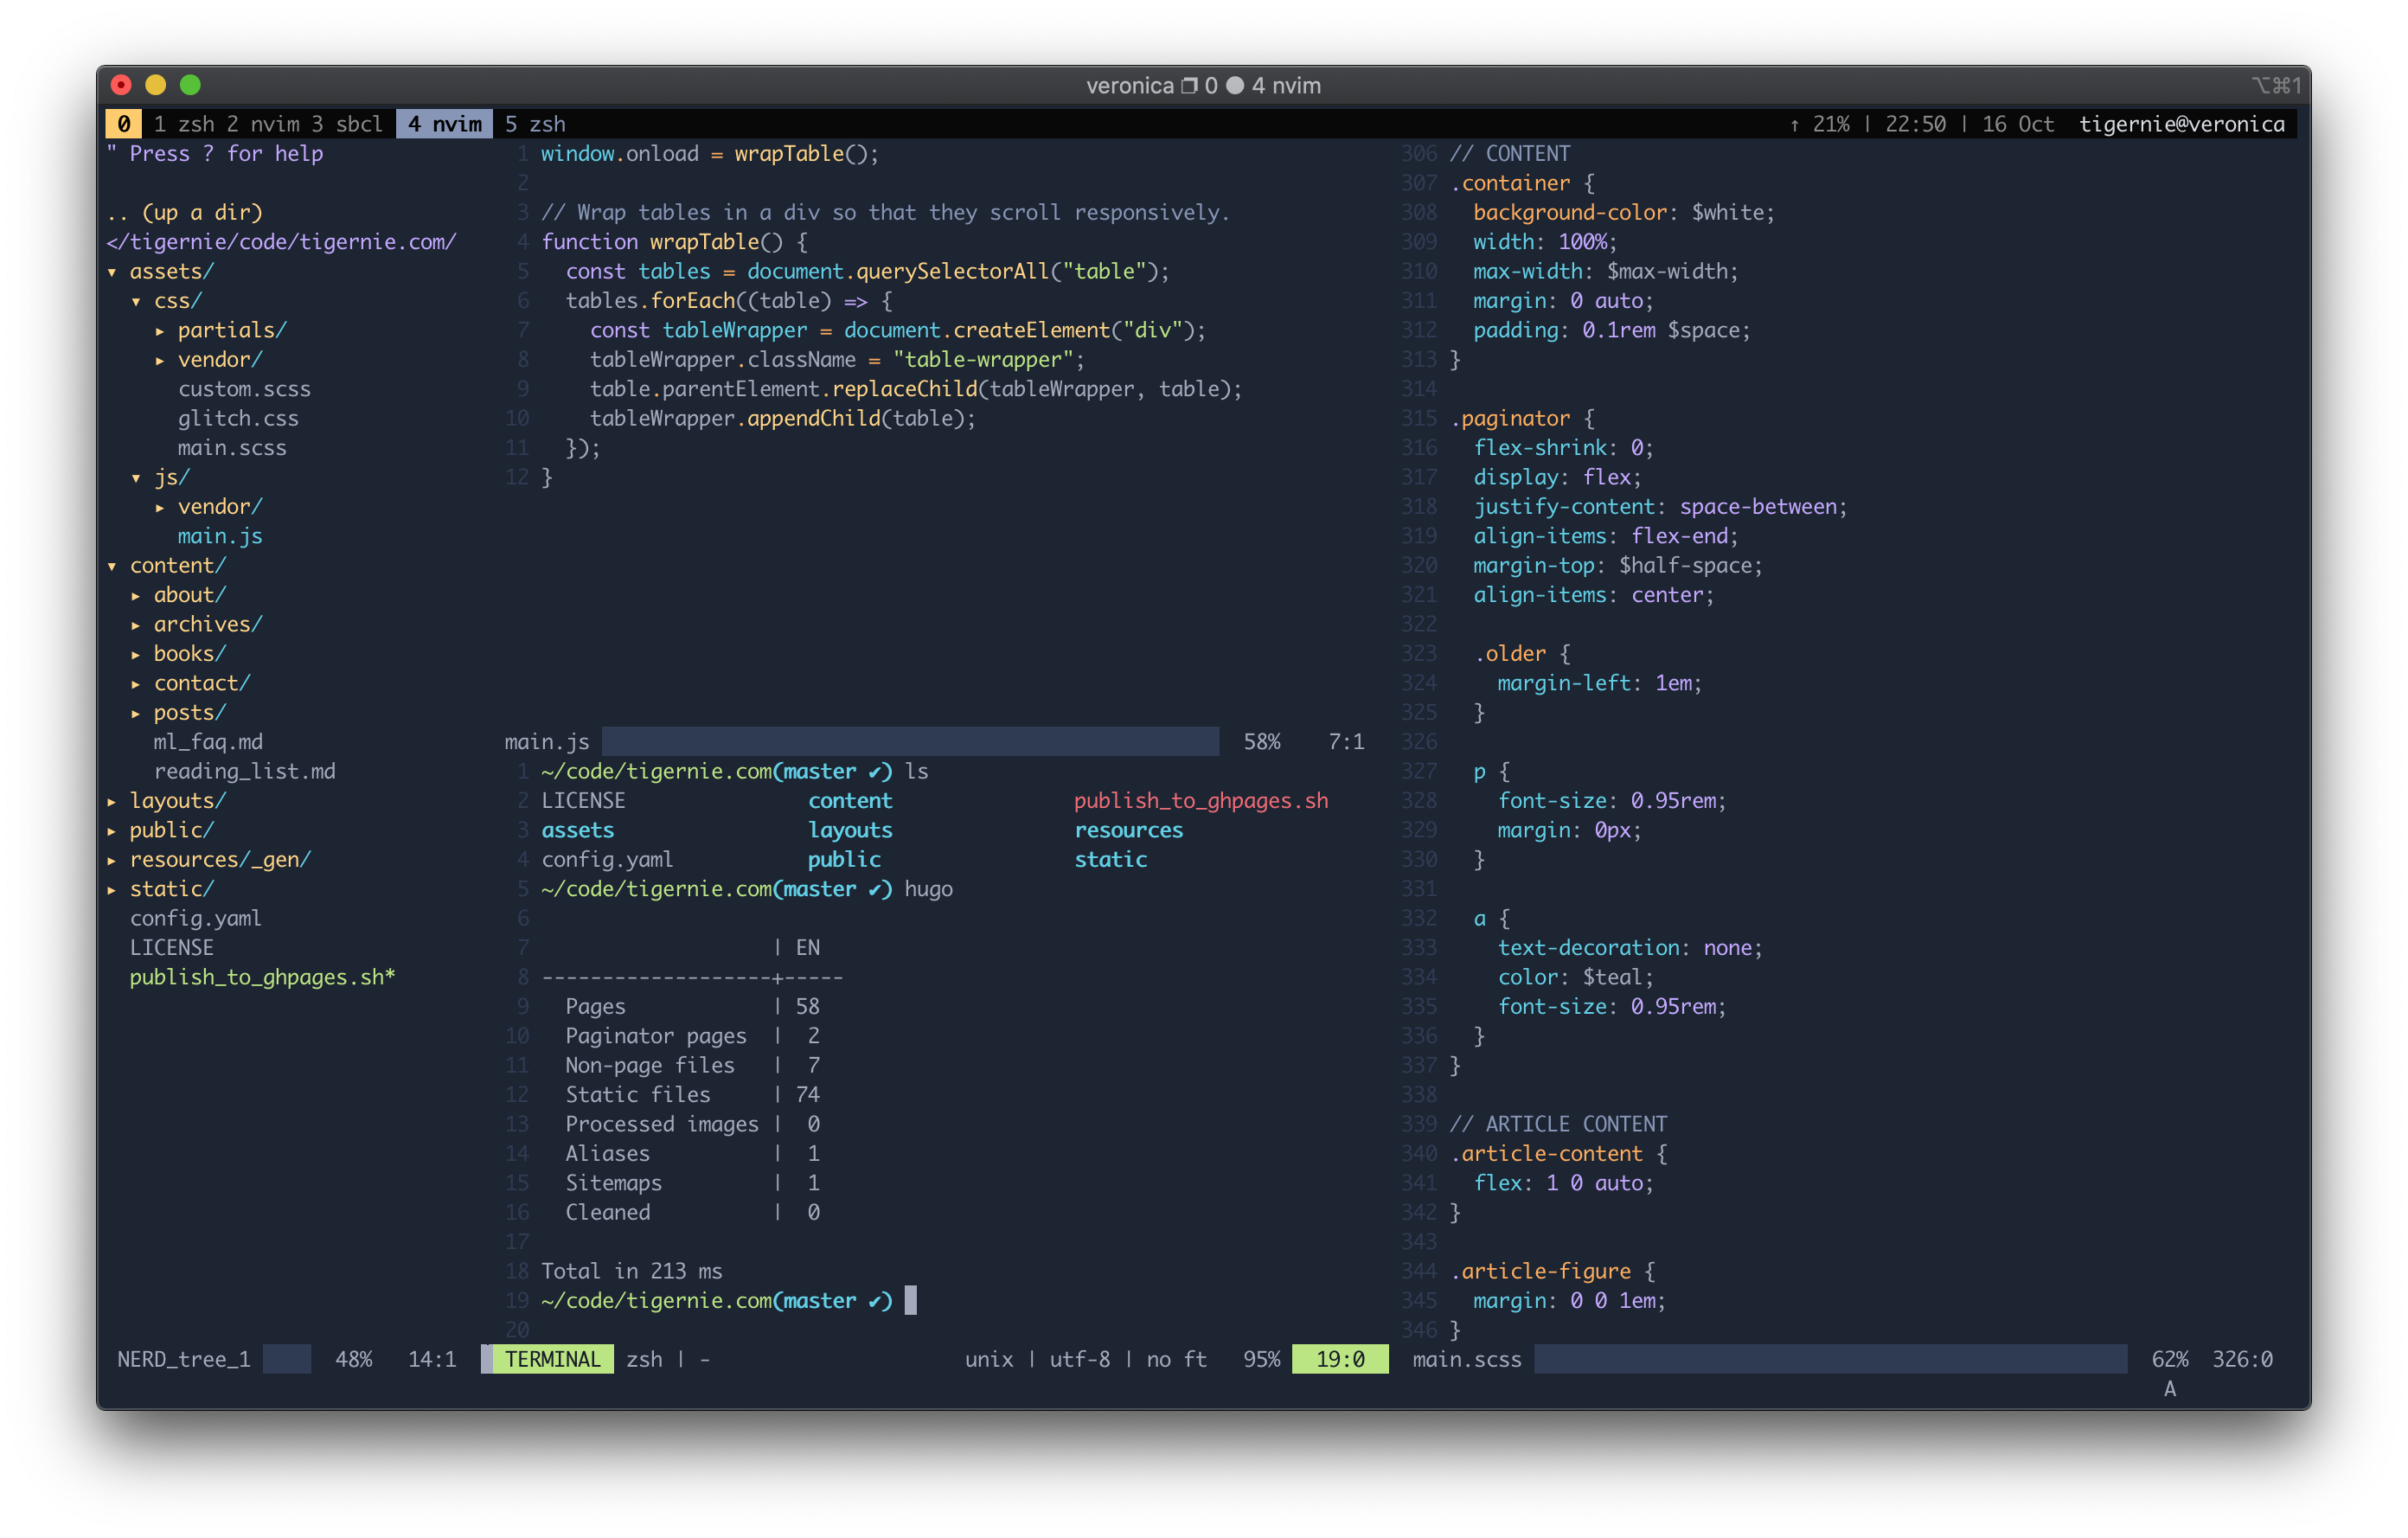 veronica 0 4 nvim ⌥⌘1
0 1 zsh 2 nvim 3 sbcl 4 nvim 5 zsh ↑ 21% | 22:50 | 16 Oct tigernie@veronica
" Press ? for help
.. (up a dir)
</tigernie/code/tigernie.com/
▾ assets/
▾ css/
▸ partials/
▸ vendor/
custom.scss
glitch.css
main.scss
▾ js/
▸ vendor/
main.js
▾ content/
▸ about/
▸ archives/
▸ books/
▸ contact/
▸ posts/
ml_faq.md
reading_list.md
▸ layouts/
▸ public/
▸ resources/_gen/
▸ static/
config.yaml
LICENSE
publish_to_ghpages.sh*
NERD_tree_1 48% 14:1
1 window.onload = wrapTable();
2
3 // Wrap tables in a div so that they scroll responsively.
4 function wrapTable() {
5   const tables = document.querySelectorAll("table");
6   tables.forEach((table) => {
7     const tableWrapper = document.createElement("div");
8     tableWrapper.className = "table-wrapper";
9     table.parentElement.replaceChild(tableWrapper, table);
10     tableWrapper.appendChild(table);
11   });
12 }
main.js 58% 7:1
1 ~/code/tigernie.com(master ✔) ls
2 LICENSE content publish_to_ghpages.sh
3 assets layouts resources
4 config.yaml public static
5 ~/code/tigernie.com(master ✔) hugo
6
7                    | EN
8 -------------------+-----
9   Pages            | 58
10   Paginator pages  |  2
11   Non-page files   |  7
12   Static files     | 74
13   Processed images |  0
14   Aliases          |  1
15   Sitemaps         |  1
16   Cleaned          |  0
17
18 Total in 213 ms
19 ~/code/tigernie.com(master ✔)
20
TERMINAL zsh | - unix | utf-8 | no ft 95% 19:0
306 // CONTENT
307 .container {
308   background-color: $white;
309   width: 100%;
310   max-width: $max-width;
311   margin: 0 auto;
312   padding: 0.1rem $space;
313 }
314
315 .paginator {
316   flex-shrink: 0;
317   display: flex;
318   justify-content: space-between;
319   align-items: flex-end;
320   margin-top: $half-space;
321   align-items: center;
322
323   .older {
324     margin-left: 1em;
325   }
326
327   p {
328     font-size: 0.95rem;
329     margin: 0px;
330   }
331
332   a {
333     text-decoration: none;
334     color: $teal;
335     font-size: 0.95rem;
336   }
337 }
338
339 // ARTICLE CONTENT
340 .article-content {
341   flex: 1 0 auto;
342 }
343
344 .article-figure {
345   margin: 0 0 1em;
346 }
main.scss 62% 326:0
A